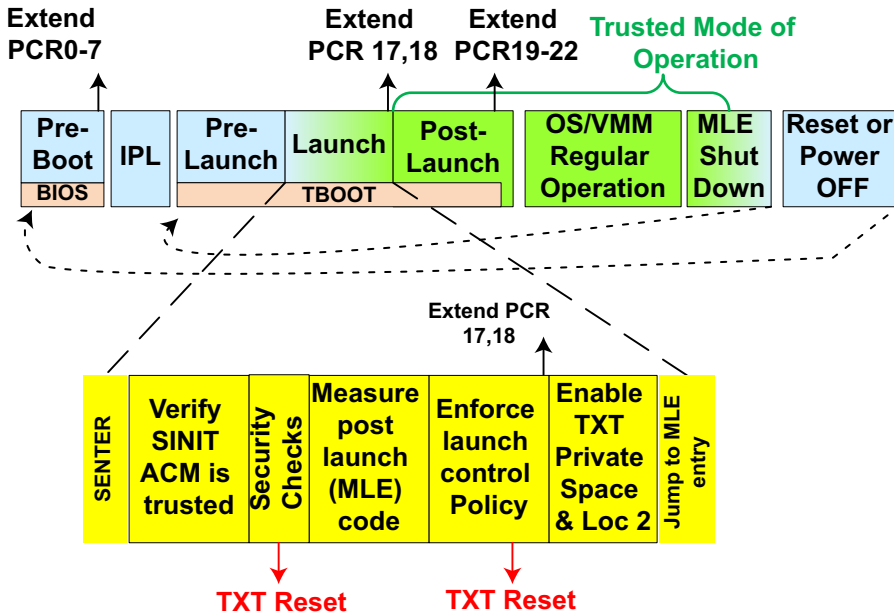 Extend
PCR0-7
Extend
PCR 17,18
Extend
PCR19-22
Trusted Mode of
Operation
Pre-
Boot
BIOS
IPL
Pre-
Launch
Launch
Post-
Launch
TBOOT
OS/VMM
Regular
Operation
MLE
Shut
Down
Reset or
Power
OFF
Extend PCR
17,18
SENTER
Verify
SINIT
ACM is
trusted
Security
Checks
Measure
post
launch
(MLE)
code
Enforce
launch
control
Policy
Enable
TXT
Private
Space
& Loc 2
Jump to MLE
entry
TXT Reset
TXT Reset